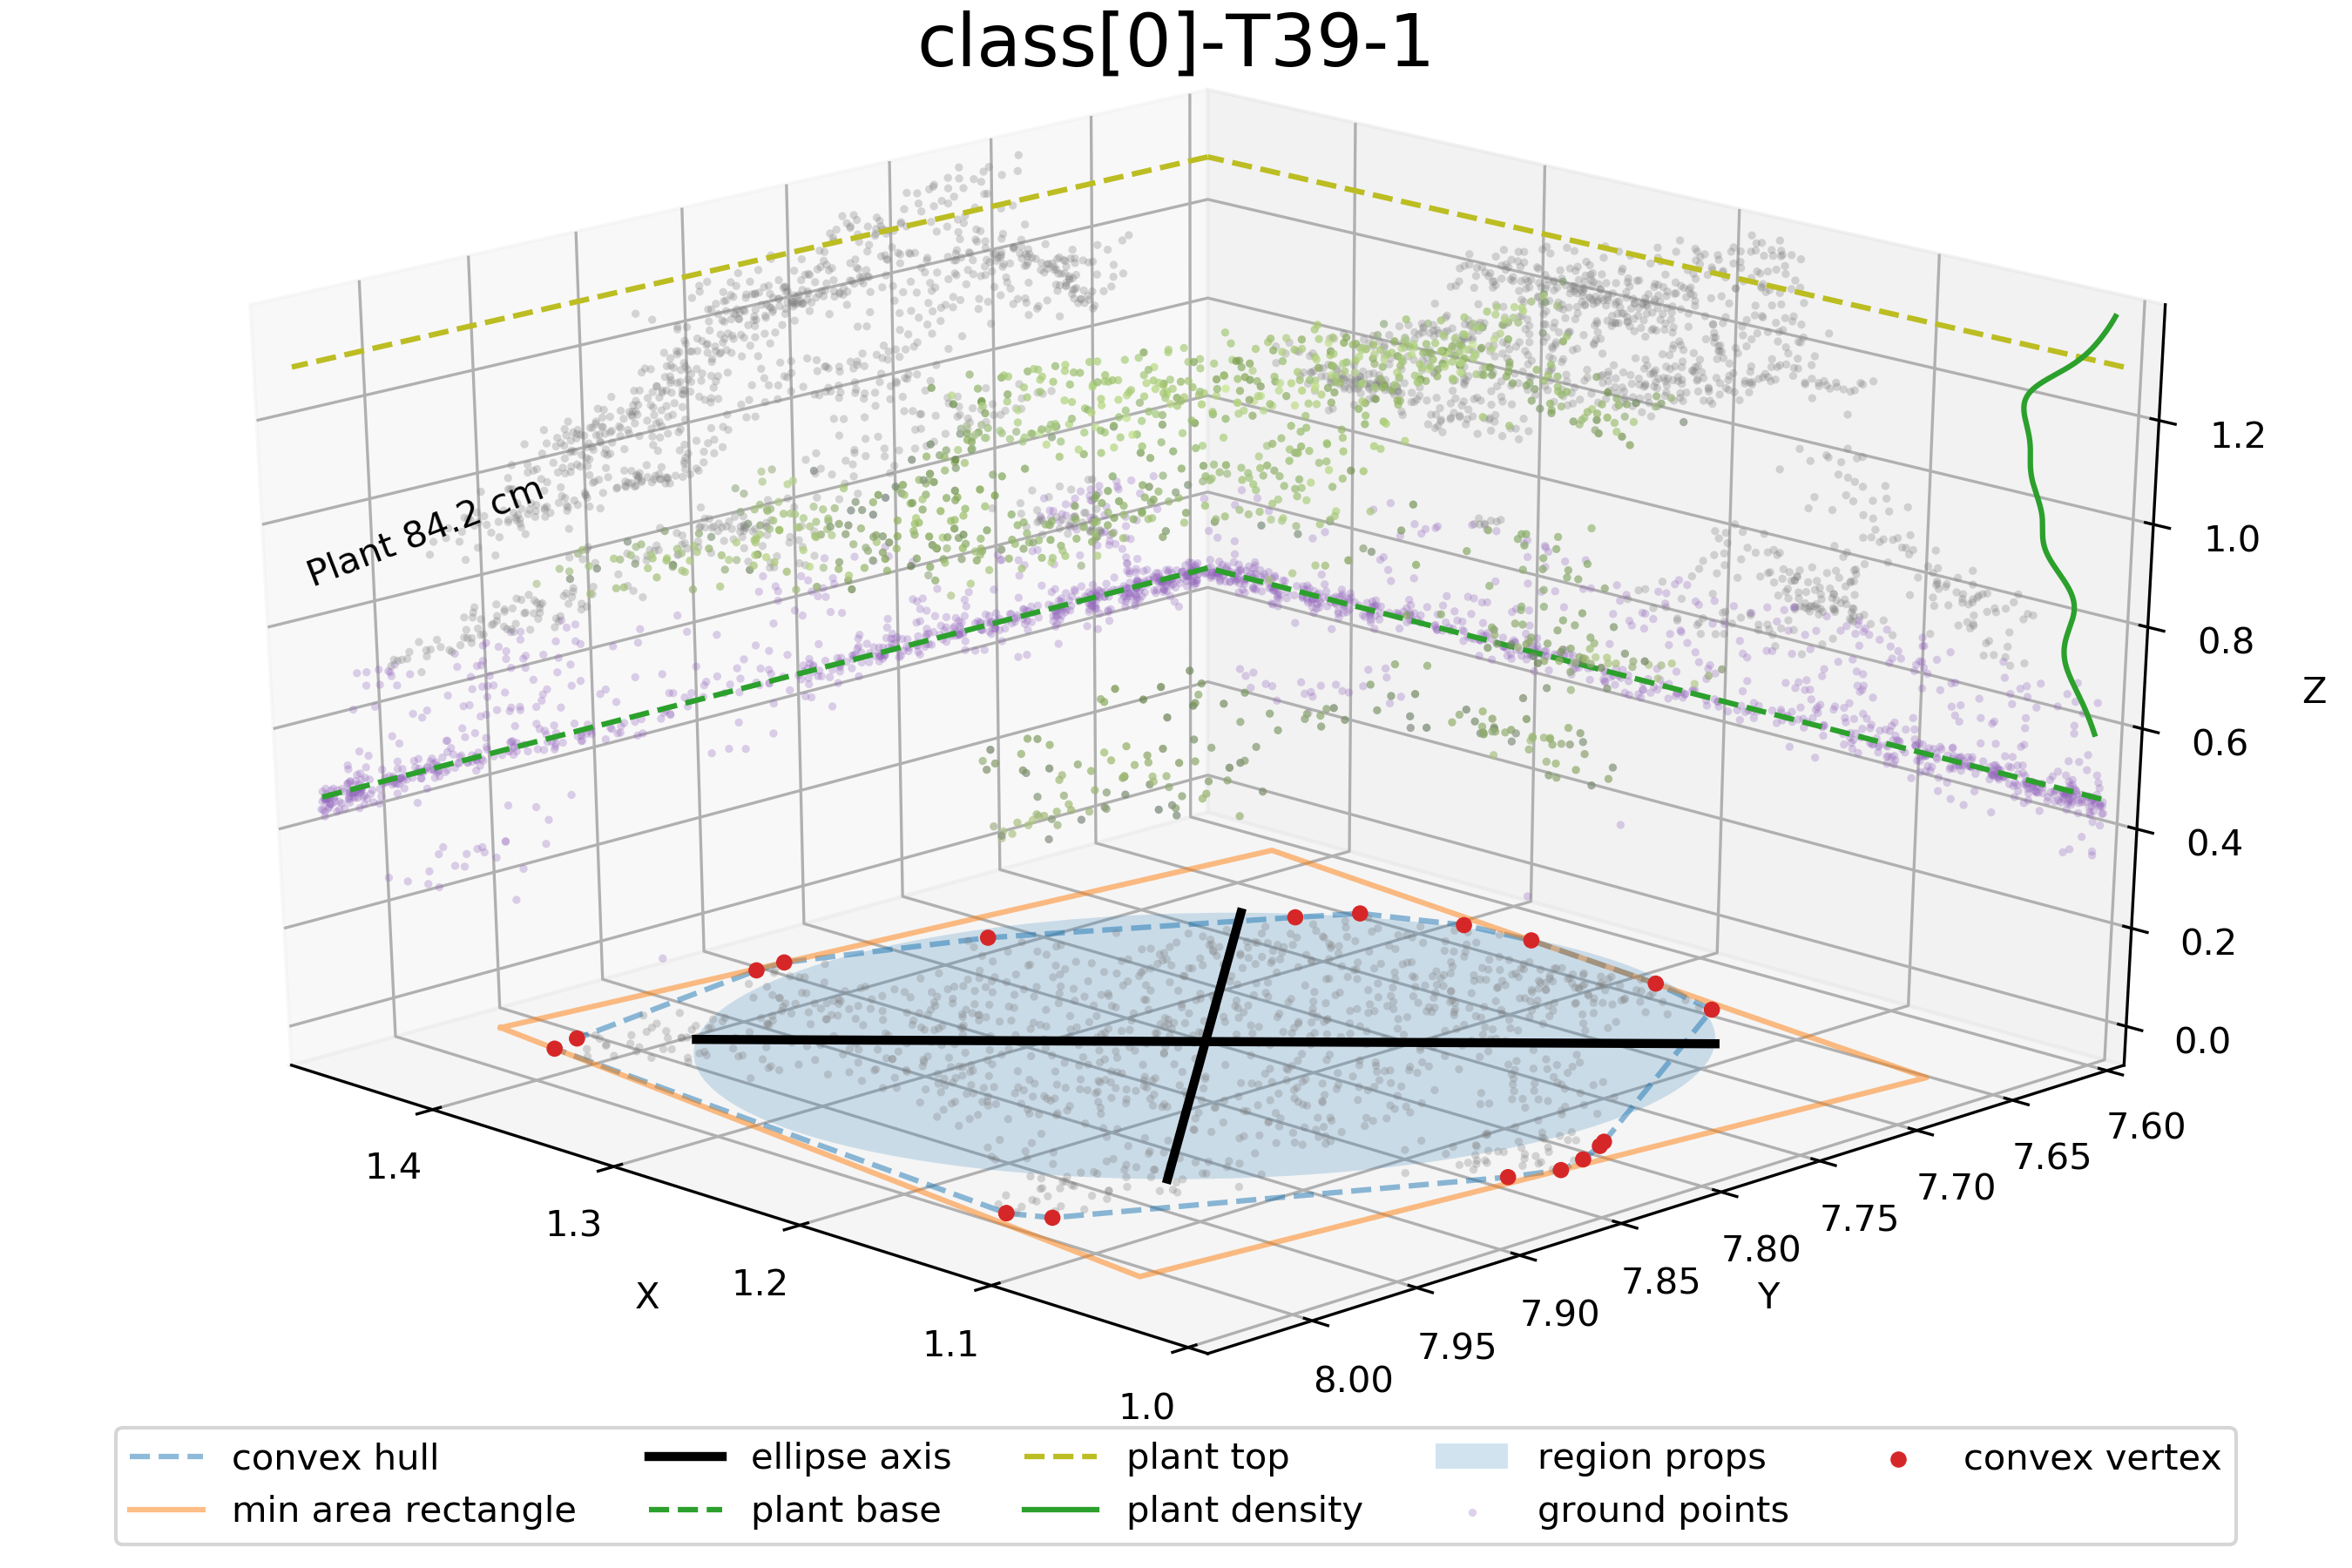 class[0]-T39-1
Plant 84.2 cm
1.2
1.0
0.8
Z
0.6
0.4
0.2
0.0
7.60
7.65
7.70
7.75
7.80
7.85
7.90
7.95
8.00
Y
1.4
1.3
1.2
1.1
1.0
X
convex hull
min area rectangle
ellipse axis
plant base
plant top
plant density
region props
ground points
convex vertex